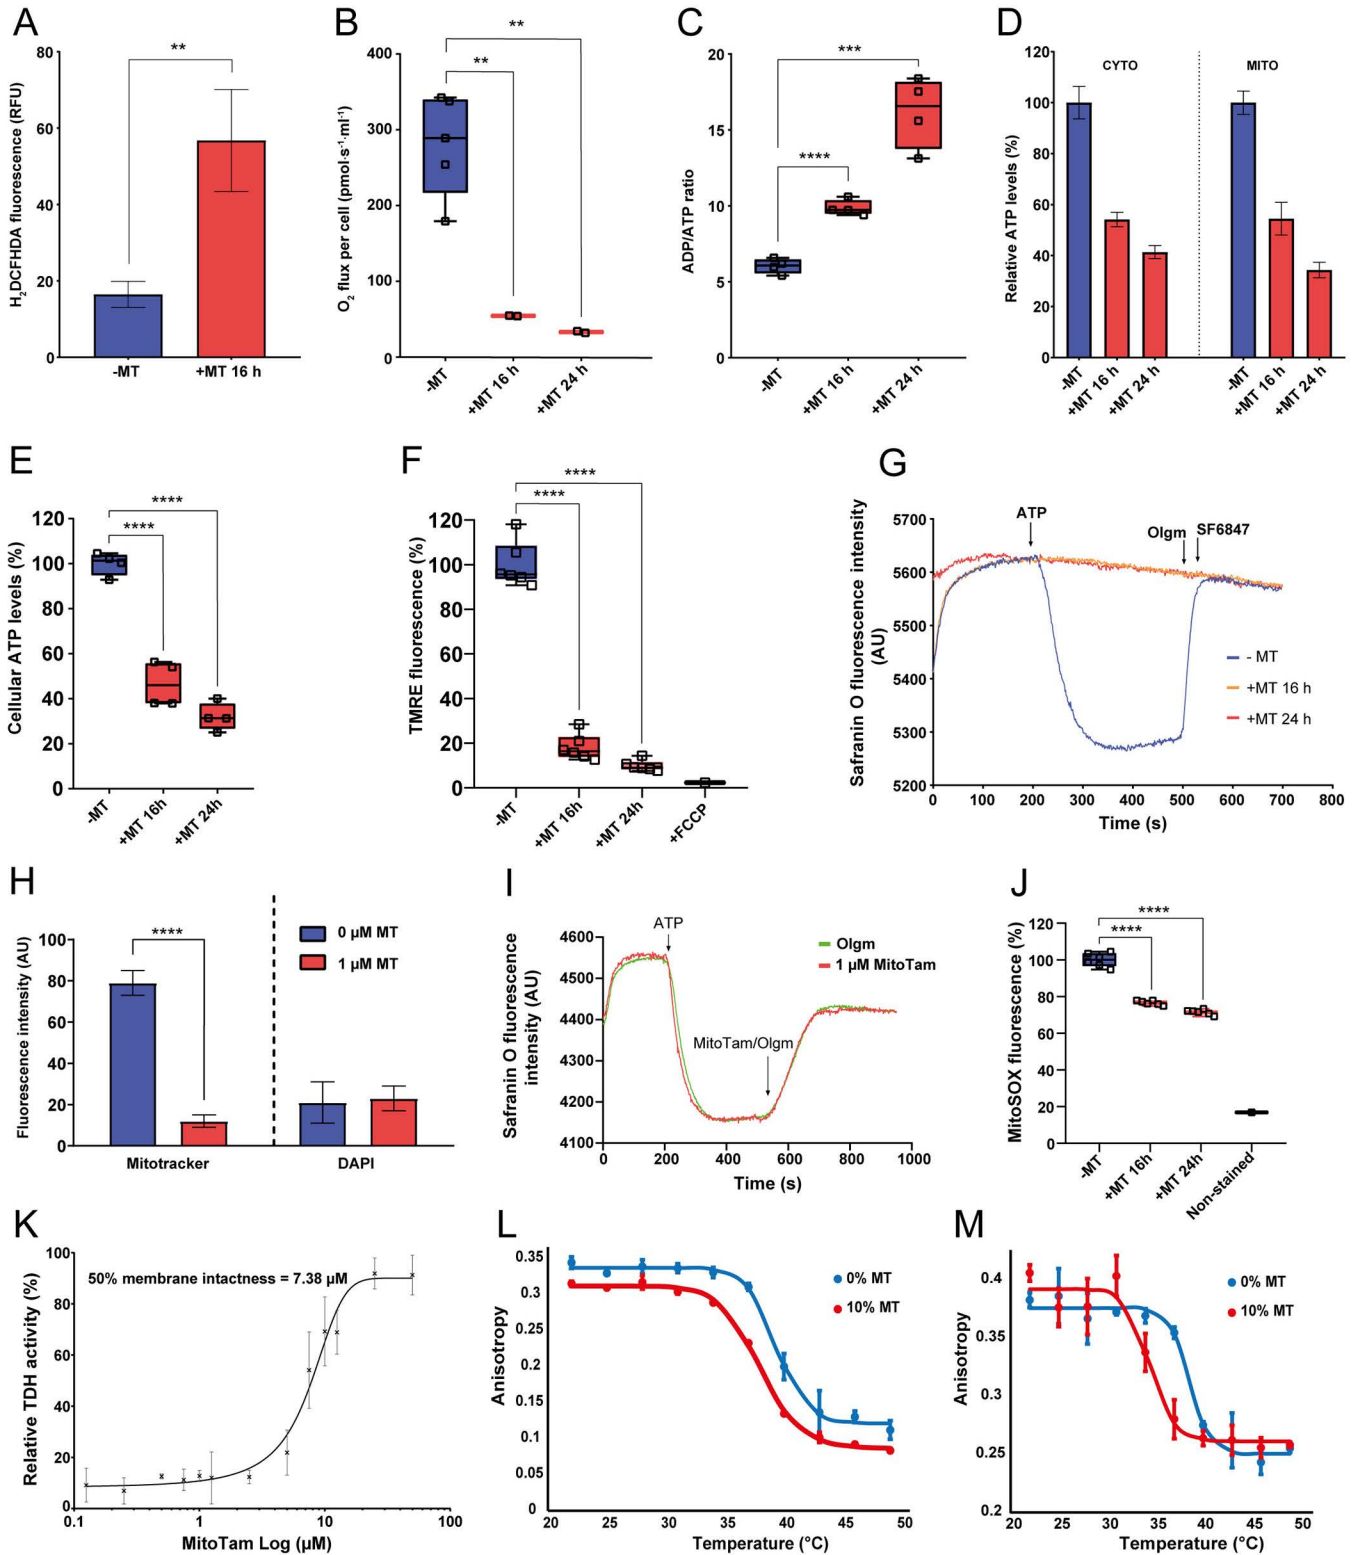 A
H₂DCFHDA fluorescence (RFU)
80
60
40
20
0
**
-MT
+MT 16 h
B
O₂ flux per cell (pmol·s⁻¹·ml⁻¹)
400
300
200
100
0
**
**
-MT
+MT 16 h
+MT 24 h
C
ADP/ATP ratio
20
15
10
5
0
***
****
-MT
+MT 16 h
+MT 24 h
D
Relative ATP levels (%)
120
100
80
60
40
20
0
CYTO
MITO
-MT
+MT 16 h
+MT 24 h
-MT
+MT 16 h
+MT 24 h
E
Cellular ATP levels (%)
120
100
80
60
40
20
0
****
****
-MT
+MT 16h
+MT 24h
F
TMRE fluorescence (%)
120
100
80
60
40
20
0
****
****
-MT
+MT 16h
+MT 24h
+FCCP
G
Safranin O fluorescence intensity
(AU)
5700
5600
5500
5400
5300
5200
ATP
Olgm
SF6847
- MT
+MT 16 h
+MT 24 h
0
100
200
300
400
500
600
700
800
Time (s)
H
Fluorescence intensity (AU)
100
80
60
40
20
0
****
0 µM MT
1 µM MT
Mitotracker
DAPI
I
Safranin O fluorescence
intensity (AU)
4600
4500
4400
4300
4200
4100
ATP
Olgm
1 µM MitoTam
MitoTam/Olgm
0
200
400
600
800
1000
Time (s)
J
MitoSOX fluorescence (%)
120
100
80
60
40
20
0
****
****
-MT
+MT 16h
+MT 24h
Non-stained
K
Relative TDH activity (%)
100
80
60
40
20
0
50% membrane intactness = 7.38 µM
0.1
1
10
100
MitoTam Log (µM)
L
Anisotropy
0.35
0.3
0.25
0.2
0.15
0.1
0.05
0
0% MT
10% MT
20
25
30
35
40
45
50
Temperature (°C)
M
Anisotropy
0.4
0.35
0.3
0.25
0.2
0% MT
10% MT
20
25
30
35
40
45
50
Temperature (°C)